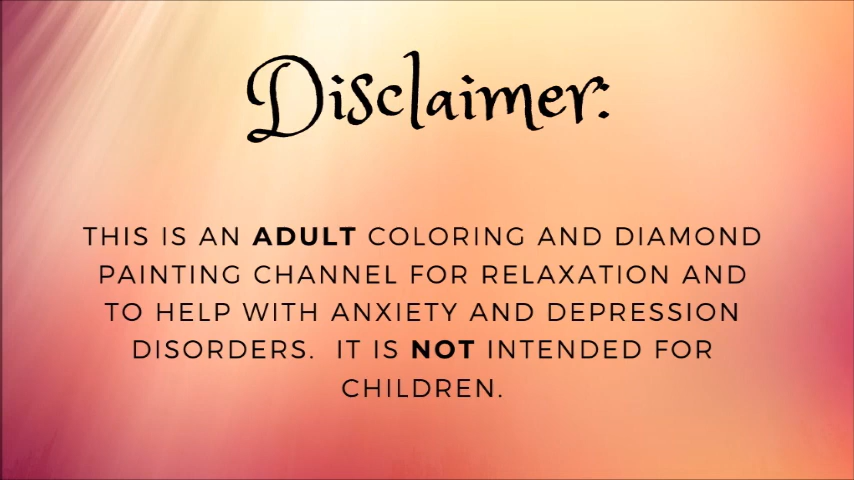 Disclaimer:
THIS IS AN ADULT COLORING AND DIAMOND
PAINTING CHANNEL FOR RELAXATION AND
TO HELP WITH ANXIETY AND DEPRESSION
DISORDERS.  IT IS NOT INTENDED FOR
CHILDREN.